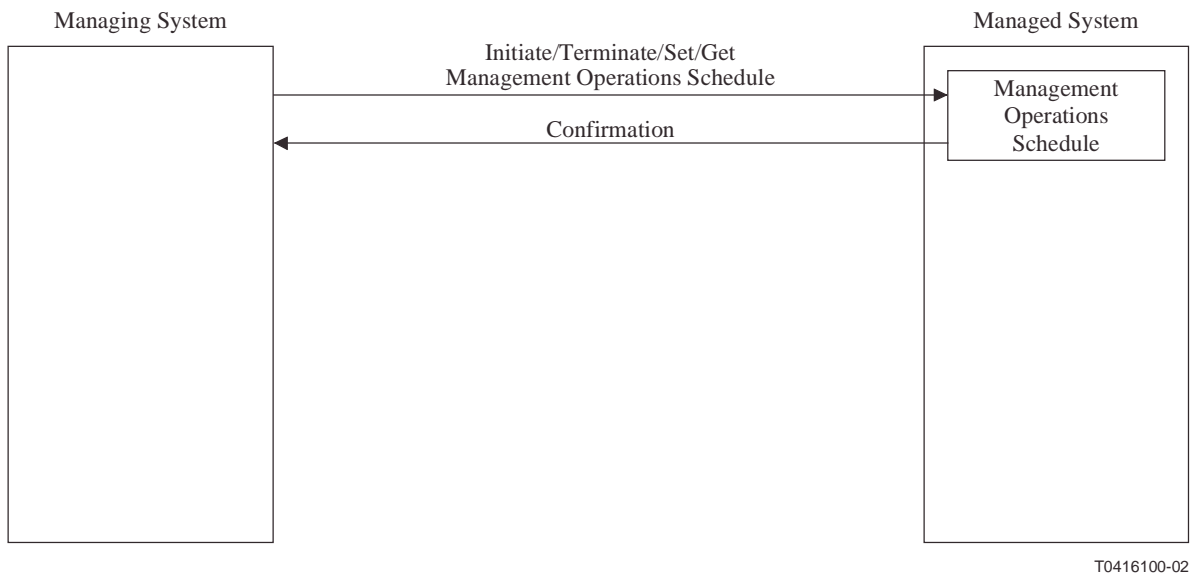 Managing System
Managed System
Initiate/Terminate/Set/Get
Management Operations Schedule
Management
Operations
Schedule
Confirmation
T0416100-02